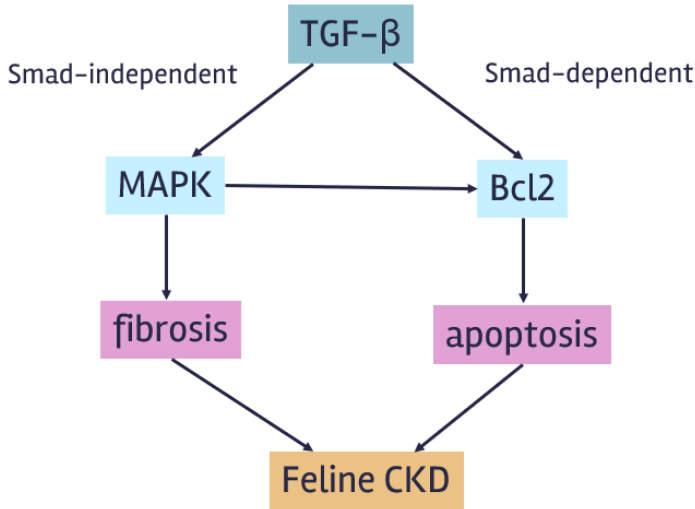 TGF-β
Smad-independent
Smad-dependent
MAPK
Bcl2
fibrosis
apoptosis
Feline CKD